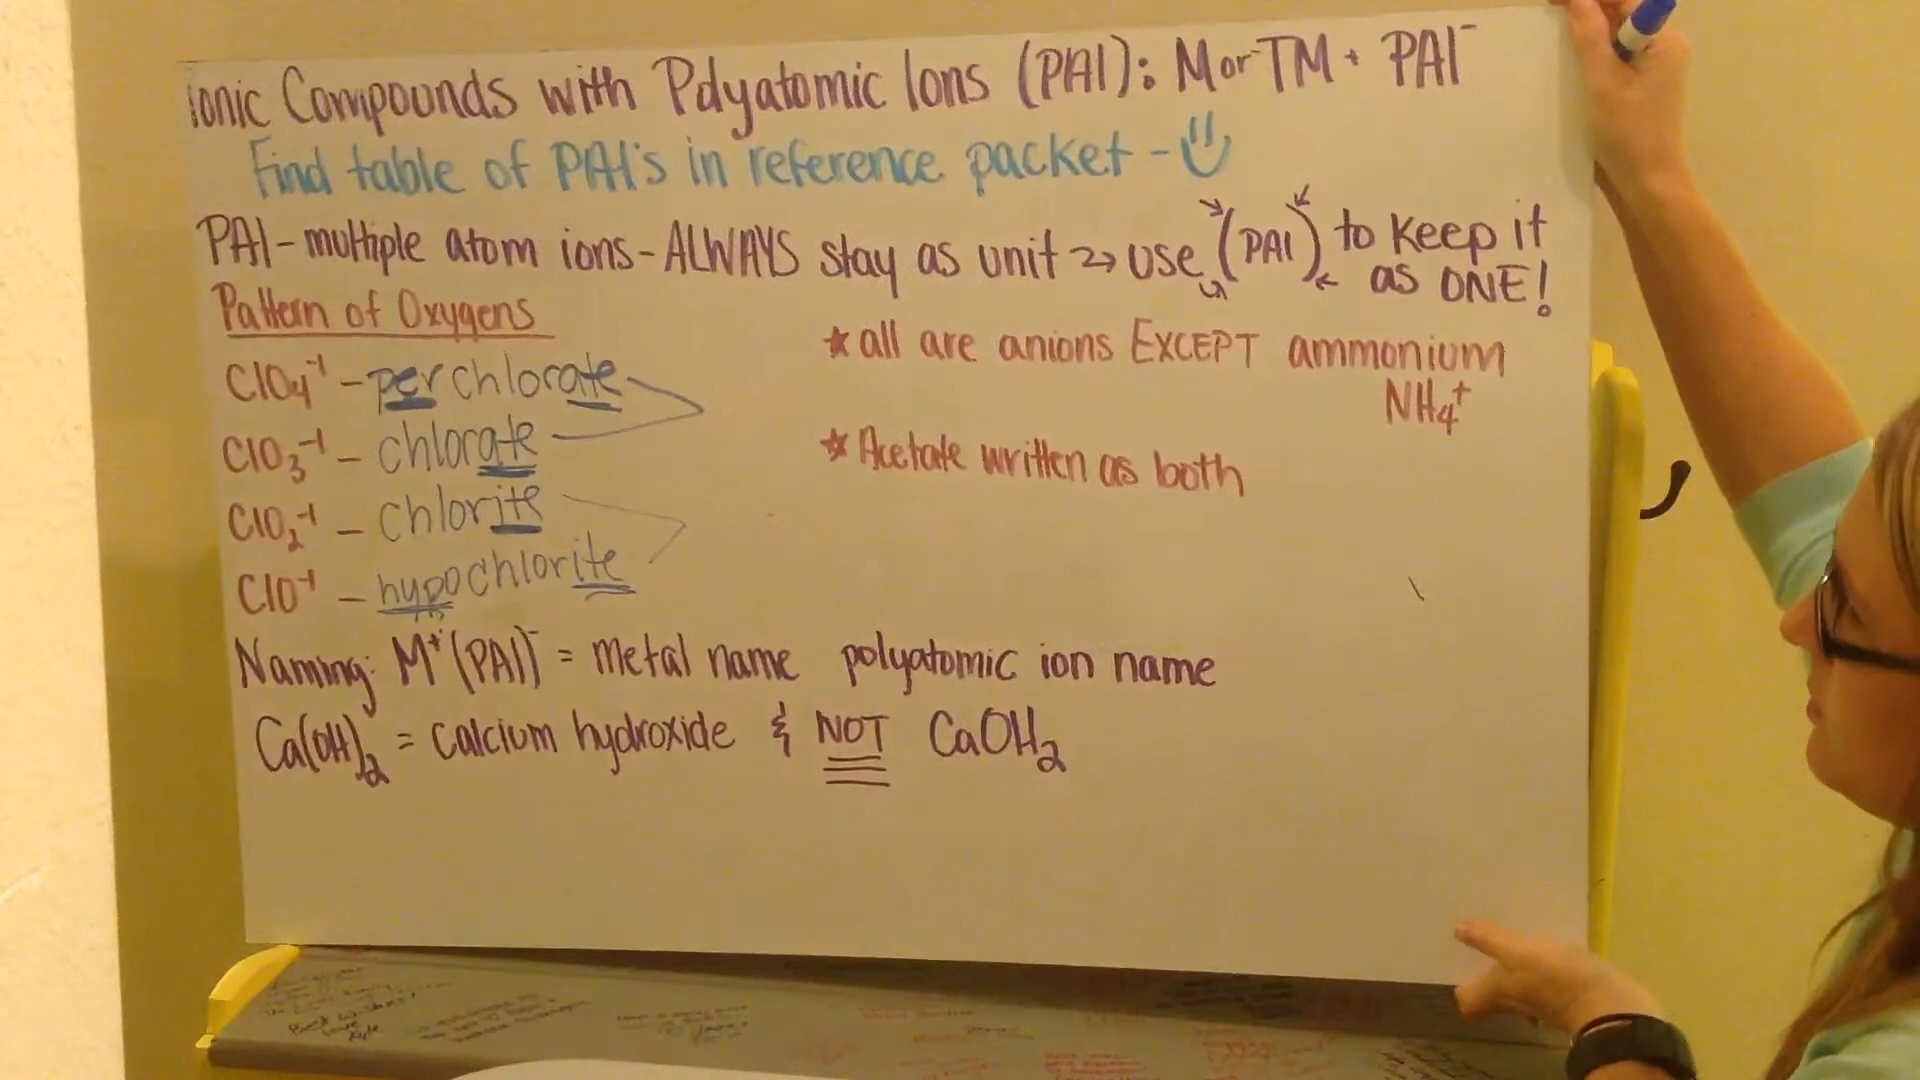 Ionic Compounds with Polyatomic Ions (PAI): M or TM + PAI⁻
Find table of PAI's in reference packet - 
PAI - multiple atom ions - ALWAYS stay as unit → use (PAI) to keep it as ONE!
Pattern of Oxygens
ClO₄⁻¹ - perchlorate
ClO₃⁻¹ - chlorate
ClO₂⁻¹ - chlorite
ClO⁻¹ - hypochlorite
★ all are anions EXCEPT ammonium
NH₄⁺
★ Acetate written as both
Naming: M⁺(PAI)⁻ = metal name polyatomic ion name
Ca(OH)₂ = calcium hydroxide & NOT CaOH₂